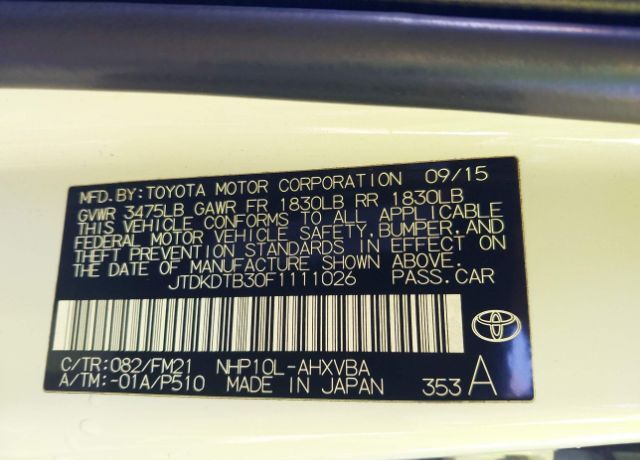 MFD.BY:TOYOTA MOTOR CORPORATION 09/15
GVWR 3475LB GAWR FR 1830LB RR 1830LB
THIS VEHICLE CONFORMS TO ALL APPLICABLE
FEDERAL MOTOR VEHICLE SAFETY,BUMPER,AND
THEFT PREVENTION STANDARDS IN EFFECT ON
THE DATE OF MANUFACTURE SHOWN ABOVE.
JTDKDTB30F1111026 PASS.CAR
C/TR:082/FM21 NHP10L-AHXVBA
A/TM:-01A/P510 MADE IN JAPAN 353 A